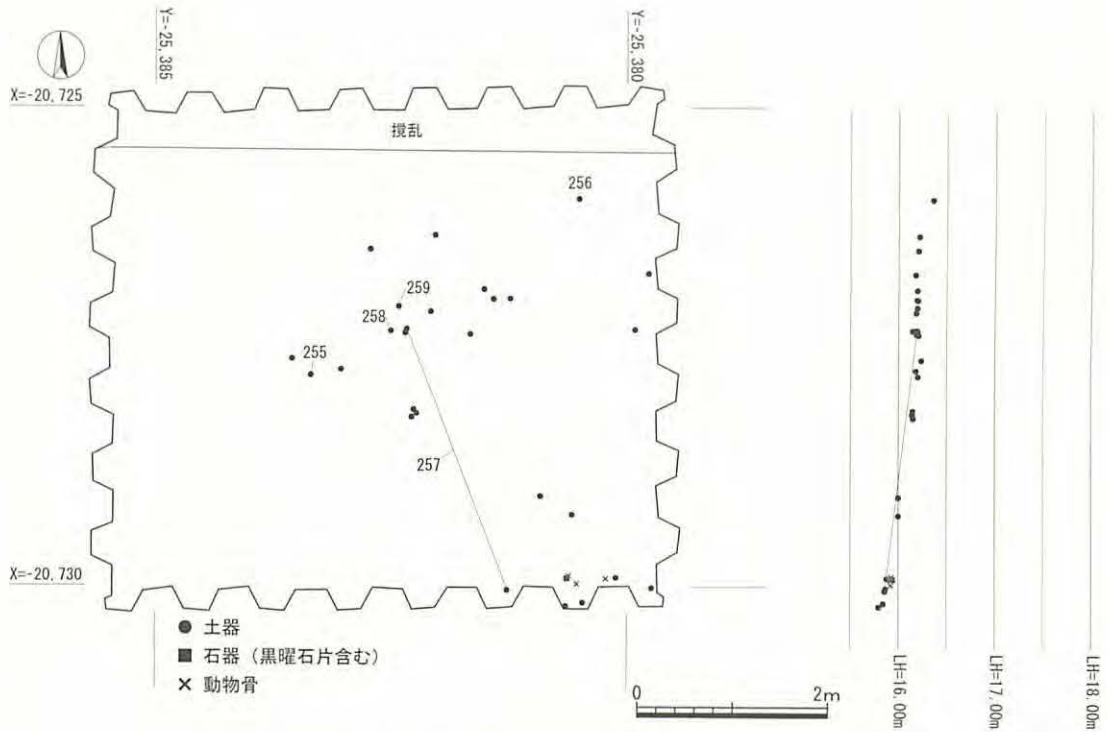 Y=-25,385
Y=-25,380
X=-20,725
撹乱
256
259
258
255
257
X=-20,730
● 土器
■ 石器（黒曜石片含む）
× 動物骨
0 2m
LH=16,00m
LH=17,00m
LH=18,00m